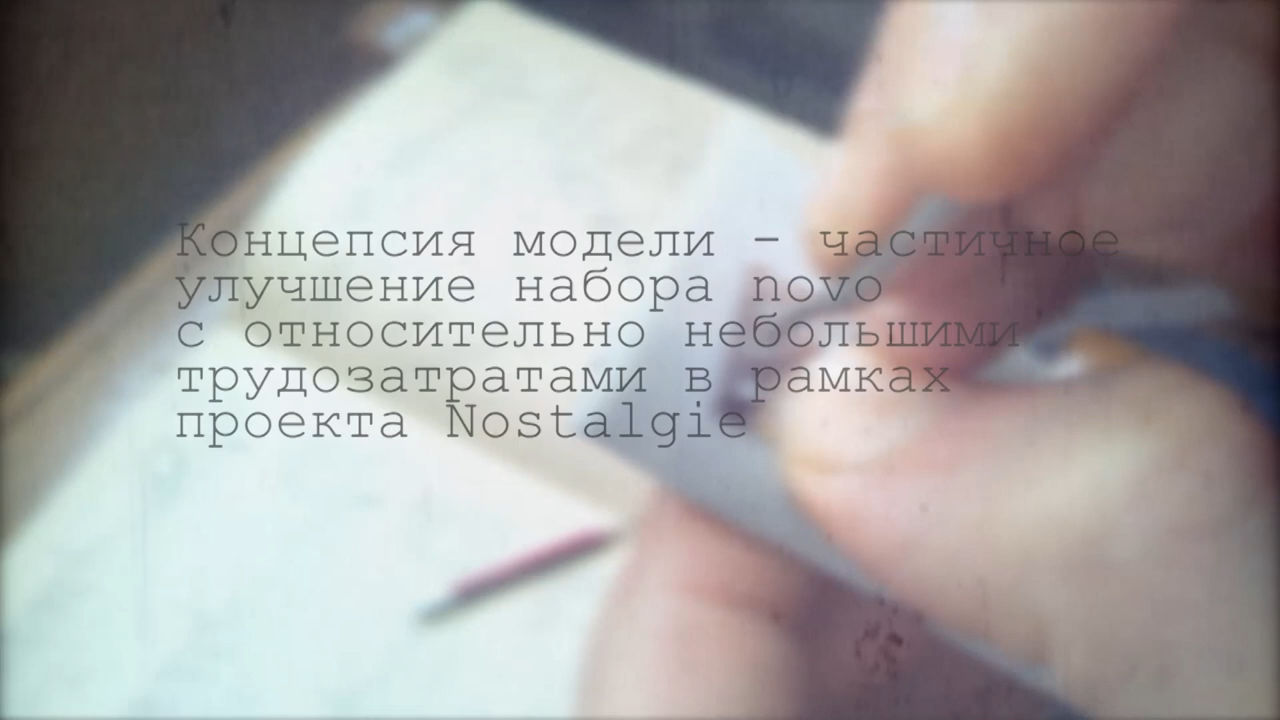 Концепсия модели - частичное
улучшение набора novo
с относительно небольшими
трудозатратами в рамках
проекта Nostalgie